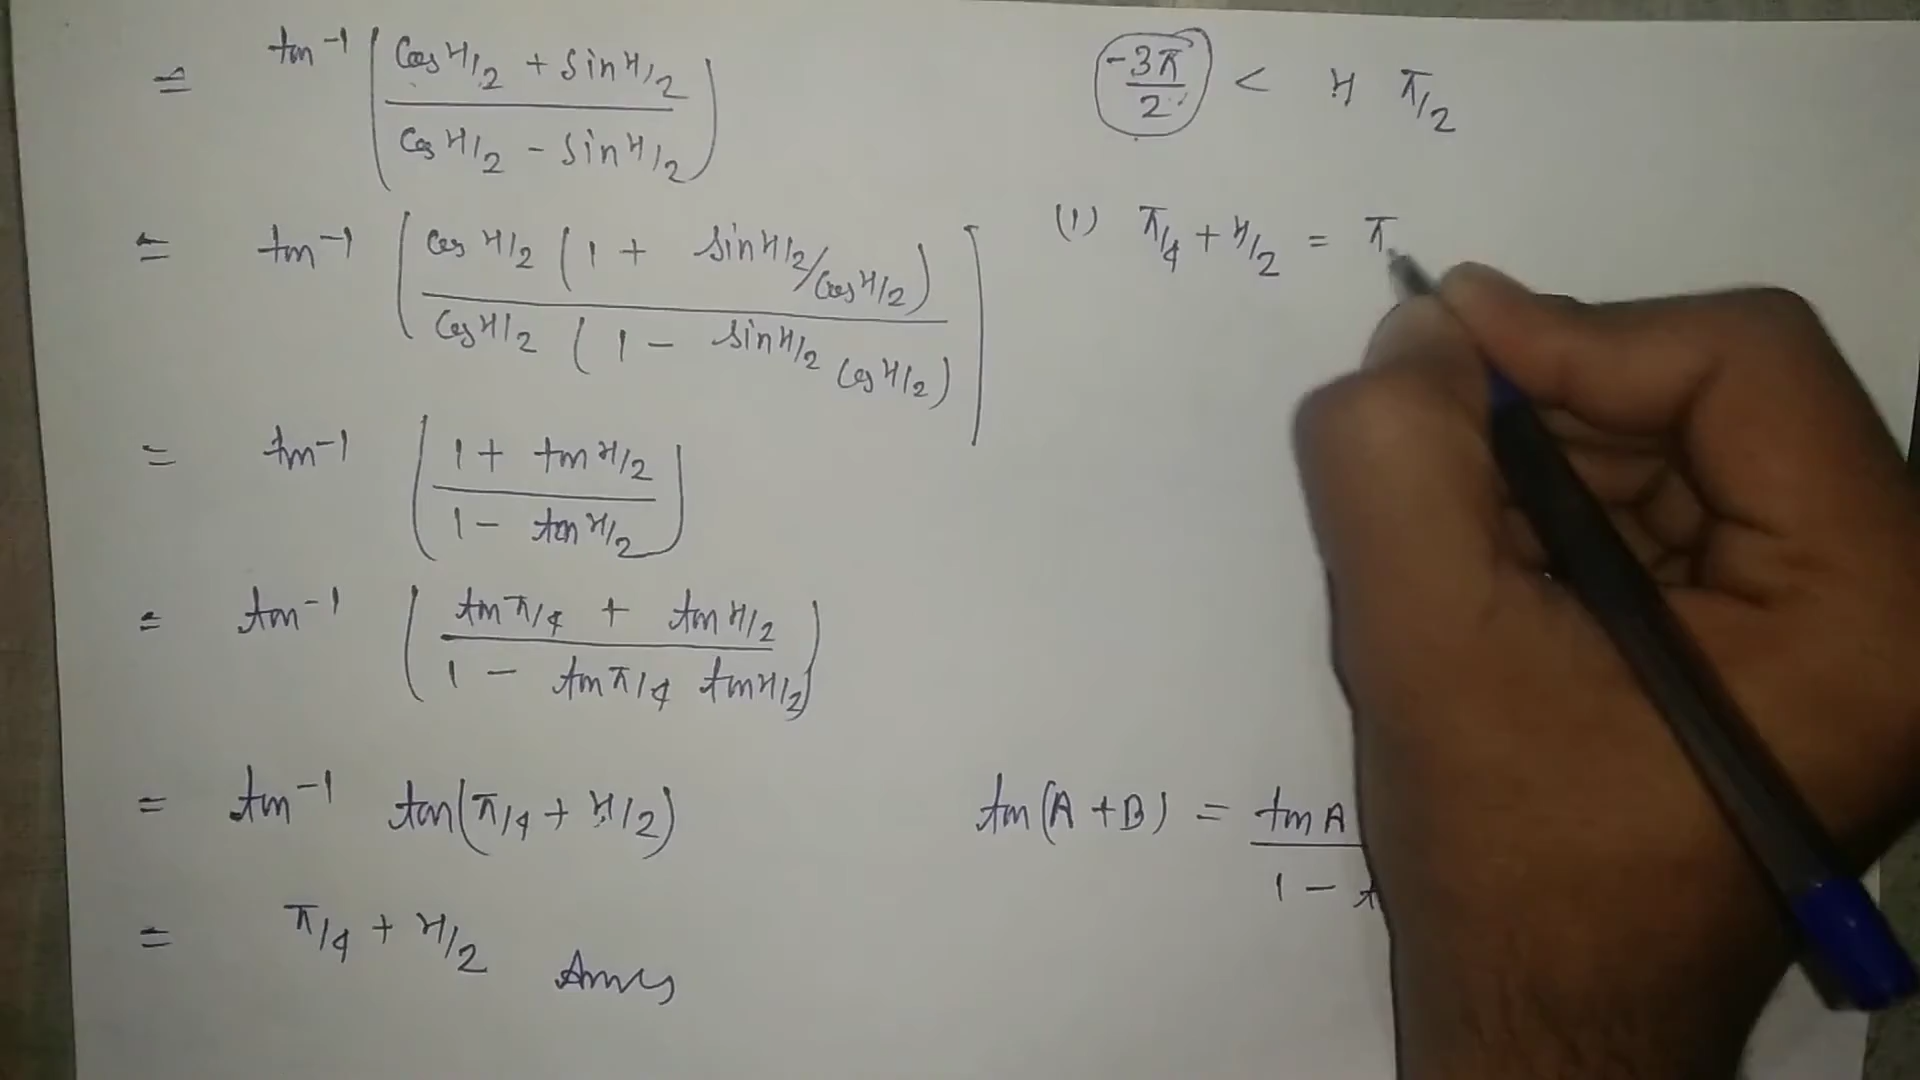 = tan⁻¹ ( (cos x/2 + sin x/2) / (cos x/2 - sin x/2) )
= tan⁻¹ [ cos x/2 (1 + sin x/2 / cos x/2) / cos x/2 (1 - sin x/2 cos x/2) ]
= tan⁻¹ ( (1 + tan x/2) / (1 - tan x/2) )
= tan⁻¹ ( (tan π/4 + tan x/2) / (1 - tan π/4 tan x/2) )
= tan⁻¹ tan(π/4 + x/2)
= π/4 + x/2 Ans
-3π/2 < x π/2
(1) π/4 + x/2 = π
tan(A + B) = tan A
1 -